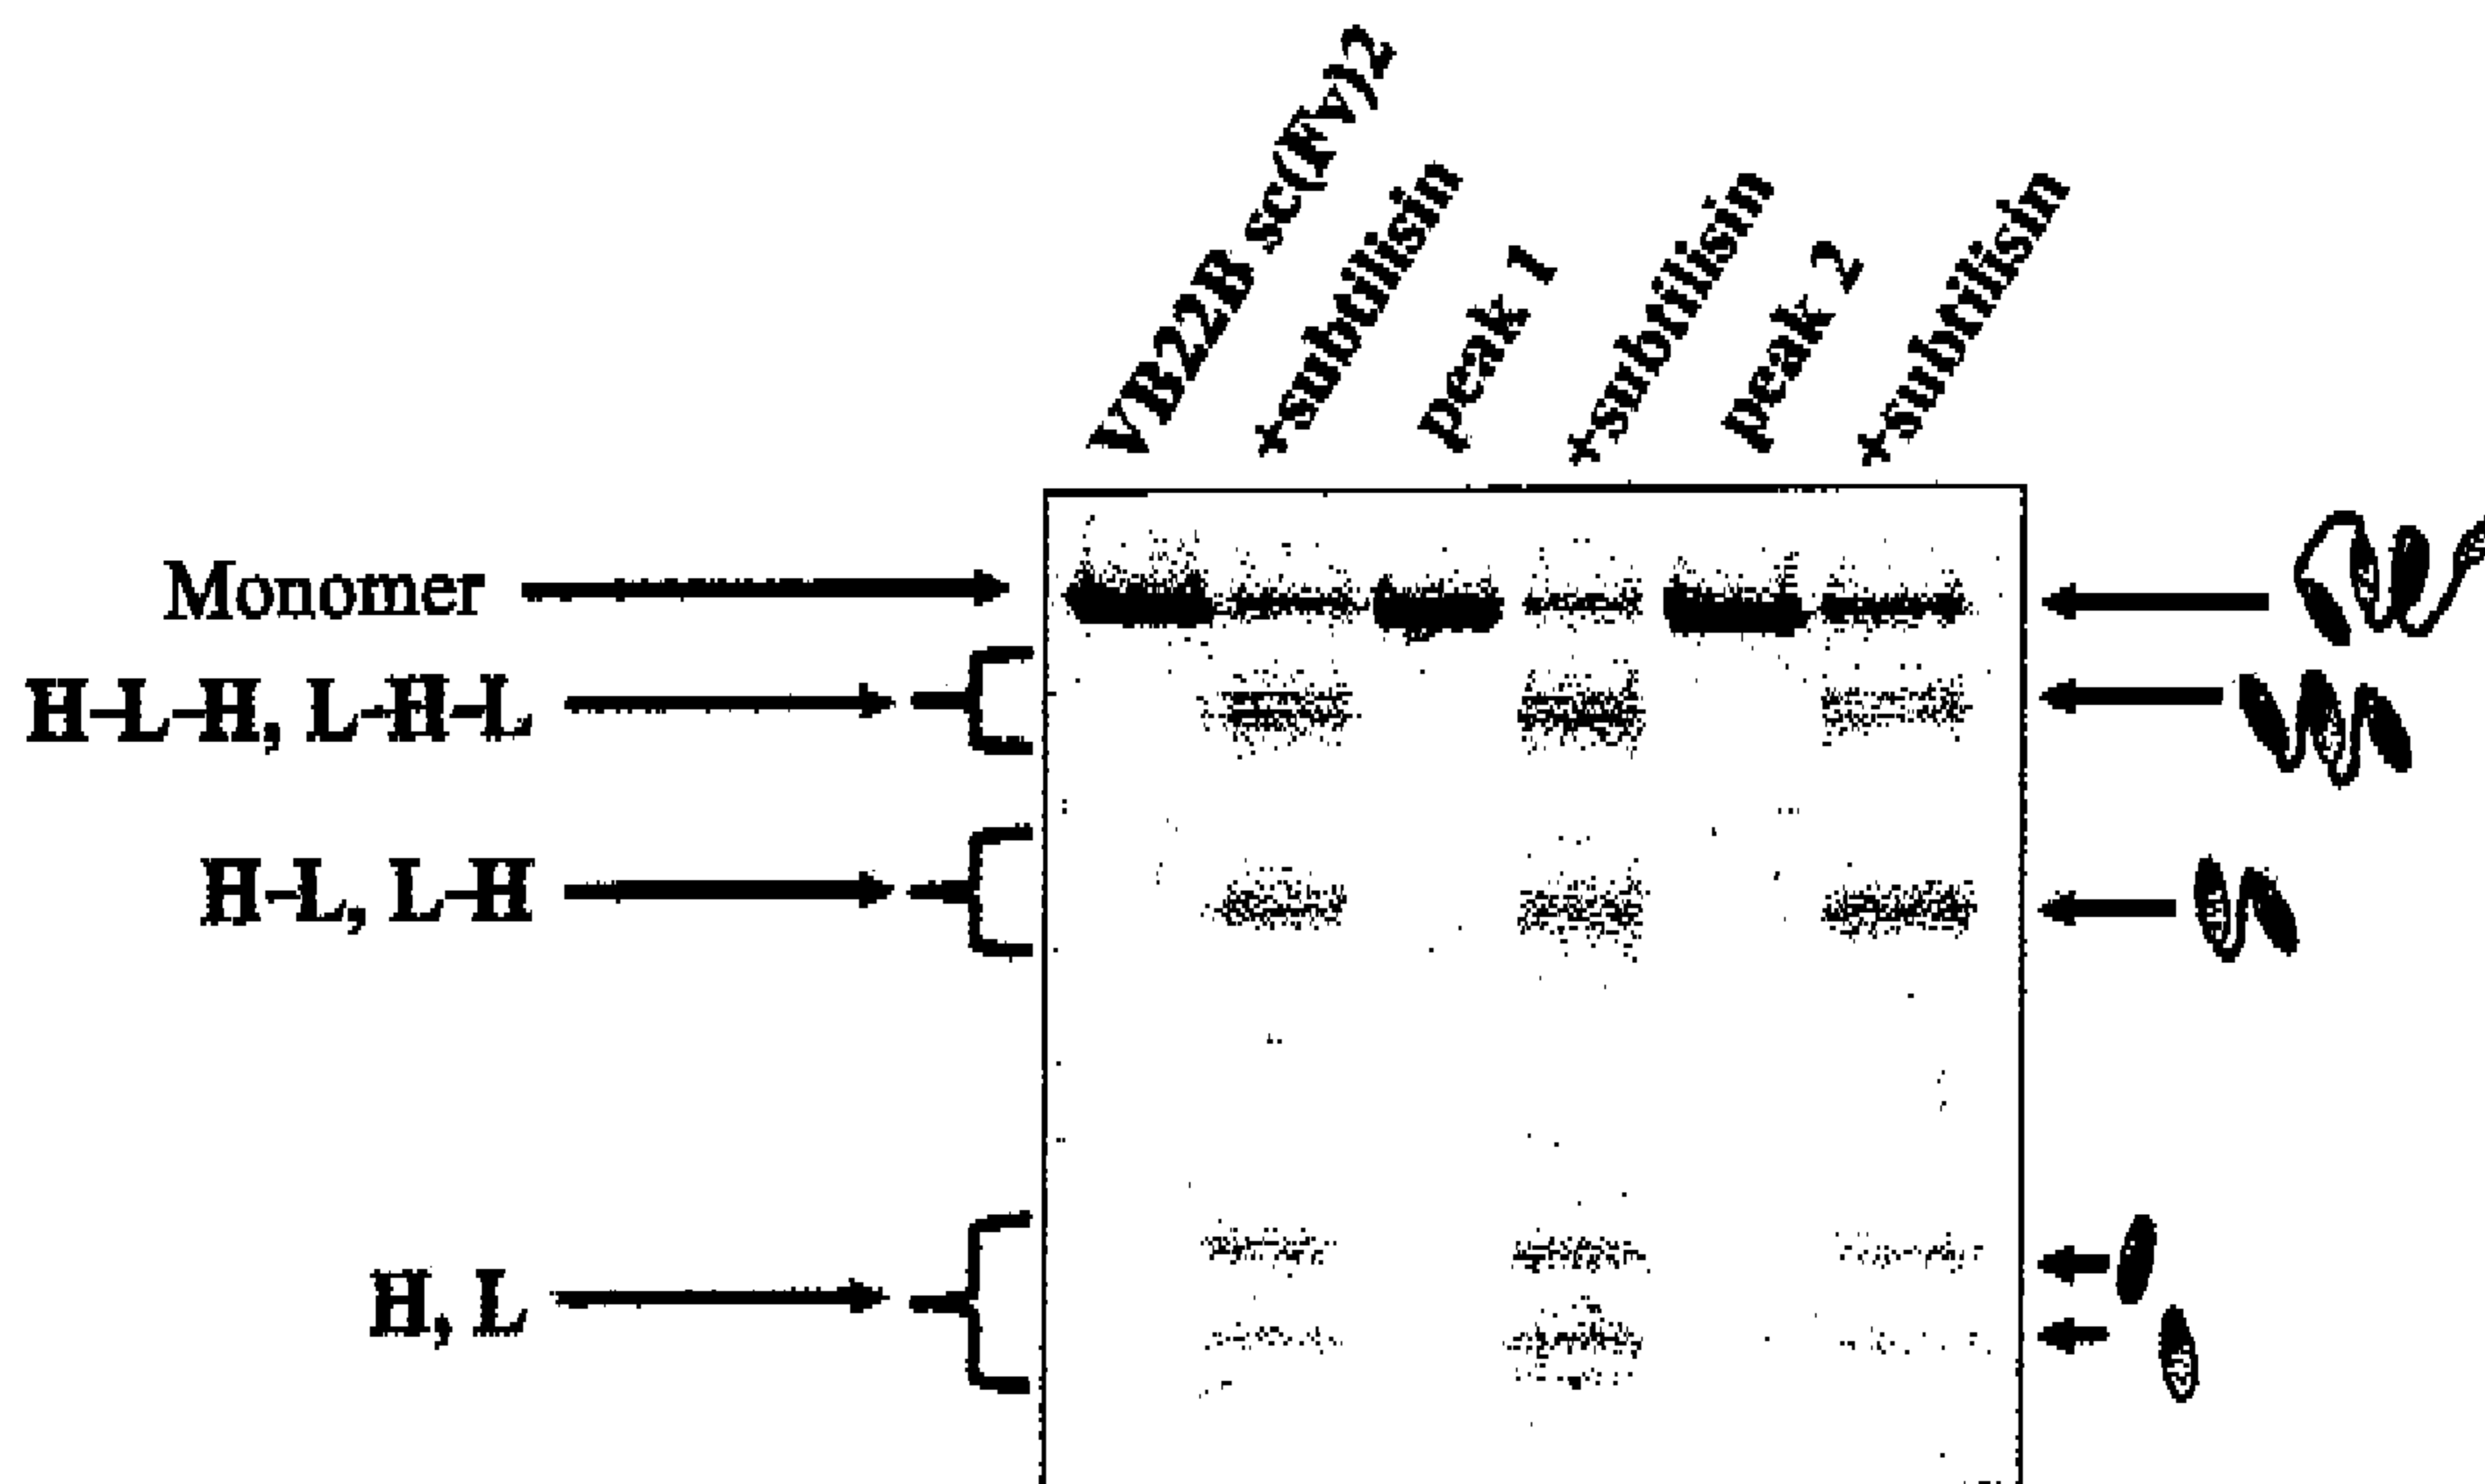 VB22B sc(Fv)2
+subtilisin
peak 1
+subtilisin
peak 2
+subtilisin
Monomer
H-L-H, L-H-L
H-L, L-H
H, L